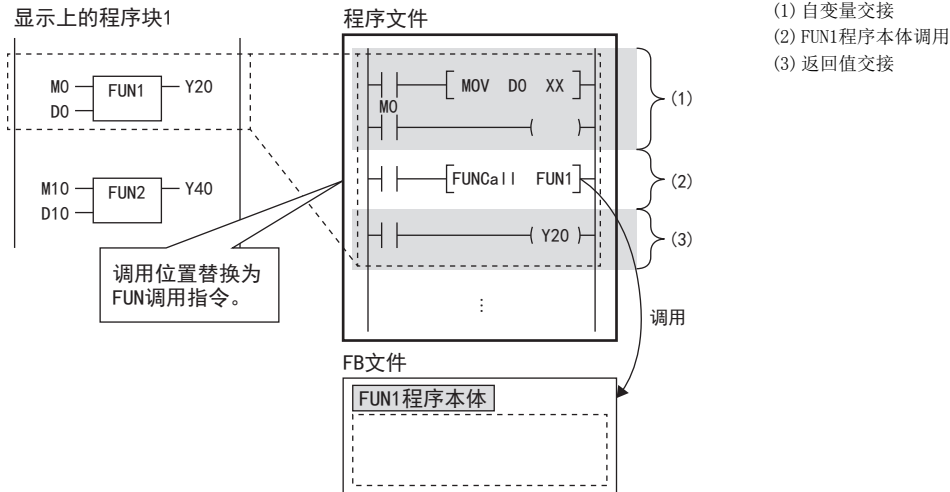 显示上的程序块1
M0
D0
FUN1
Y20
M10
D10
FUN2
Y40
调用位置替换为
FUN调用指令。
程序文件
MOV D0 XX
M0
(1)
FUNCall FUN1
(2)
Y20
(3)
调用
FB文件
FUN1程序本体
(1) 自变量交接
(2) FUN1程序本体调用
(3) 返回值交接